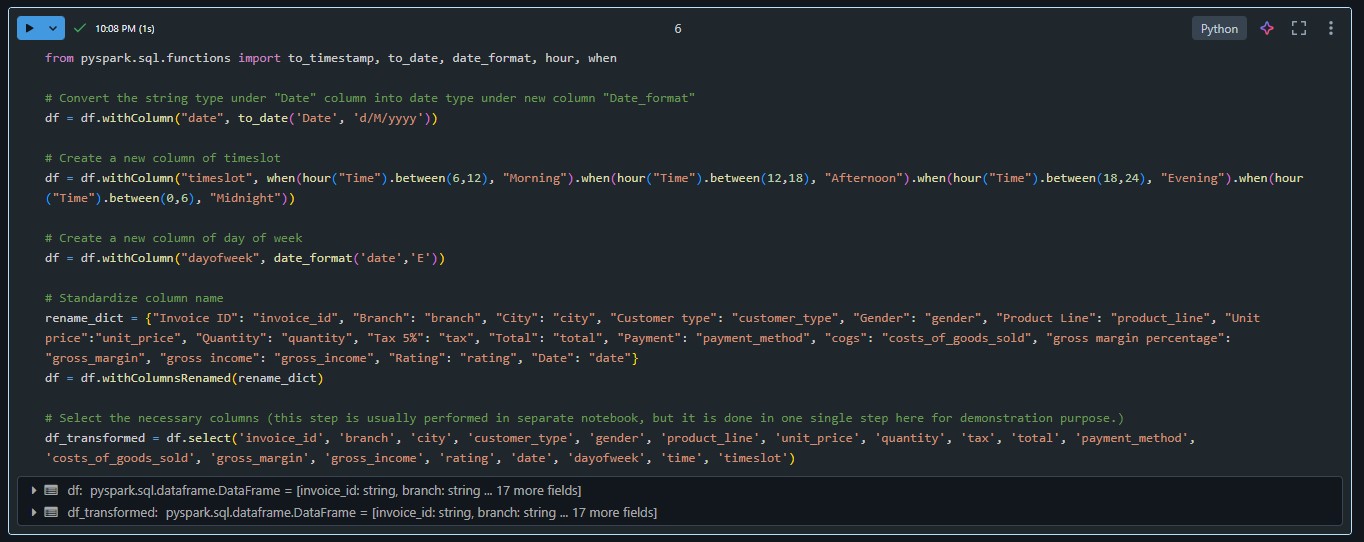 10:08 PM (1s)
6
Python
from pyspark.sql.functions import to_timestamp, to_date, date_format, hour, when
# Convert the string type under "Date" column into date type under new column "Date_format"
df = df.withColumn("date", to_date('Date', 'd/M/yyyy'))
# Create a new column of timeslot
df = df.withColumn("timeslot", when(hour("Time").between(6,12), "Morning").when(hour("Time").between(12,18), "Afternoon").when(hour("Time").between(18,24), "Evening").when(hour
("Time").between(0,6), "Midnight"))
# Create a new column of day of week
df = df.withColumn("dayofweek", date_format('date','E'))
# Standardize column name
rename_dict = {"Invoice ID": "invoice_id", "Branch": "branch", "City": "city", "Customer type": "customer_type", "Gender": "gender", "Product Line": "product_line", "Unit
price":"unit_price", "Quantity": "quantity", "Tax 5%": "tax", "Total": "total", "Payment": "payment_method", "cogs": "costs_of_goods_sold", "gross margin percentage":
"gross_margin", "gross income": "gross_income", "Rating": "rating", "Date": "date"}
df = df.withColumnsRenamed(rename_dict)
# Select the necessary columns (this step is usually performed in separate notebook, but it is done in one single step here for demonstration purpose.)
df_transformed = df.select('invoice_id', 'branch', 'city', 'customer_type', 'gender', 'product_line', 'unit_price', 'quantity', 'tax', 'total', 'payment_method',
'costs_of_goods_sold', 'gross_margin', 'gross_income', 'rating', 'date', 'dayofweek', 'time', 'timeslot')
df: pyspark.sql.dataframe.DataFrame = [invoice_id: string, branch: string ... 17 more fields]
df_transformed: pyspark.sql.dataframe.DataFrame = [invoice_id: string, branch: string ... 17 more fields]